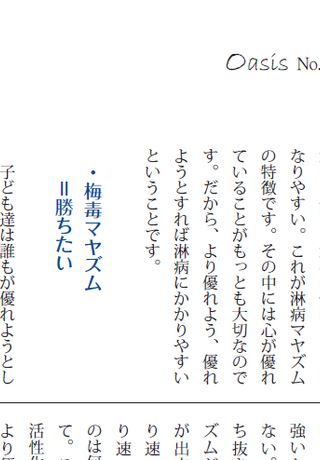 Oasis No.
なりやすい。これが淋病マヤズム
の特徴です。その中には心が優れ
ていることがもっとも大切なので
す。だから、より優れよう、優れ
ようとすれば淋病にかかりやすい
ということです。
・梅毒マヤズム
＝勝ちたい
子ども達は誰もが優れようとし
強い
ない。
ち抜
ズム
が出
り速
り速
のは
て。
活性
より